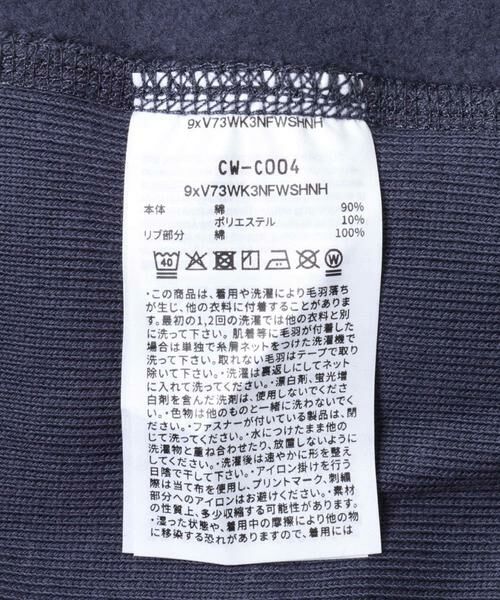 9xV73WK3NFWSHNH
CW-C004
9xV73WK3NFWSHNH
本体 綿 90%
ポリエステル 10%
リブ部分 綿 100%
40 W
・この商品は、着用や洗濯により毛羽落ち
が生じ、他の衣料に付着することがありま
す。最初の1,2回の洗濯では他の衣料と別
に洗って下さい。肌着等に毛羽が付着した
場合は単独で糸屑ネットをつけた洗濯機で
洗って下さい。取れない毛羽はテープで取り
除いて下さい。・洗濯は裏返しにしてネット
に入れて洗ってください。・漂白剤、蛍光増
白剤を含んだ洗剤は、使用しないでくださ
い。・色物は他のものと一緒に洗わないでく
ださい。・ファスナーが付いている製品は、閉
じて洗ってください。・水につけたまま他の
洗濯物と重ね合わせたり、放置しないように
してください。・洗濯後は速やかに形を整え
日陰で干して下さい。・アイロン掛けを行う
際は当て布を使用し、プリントマーク、刺繍
部分へのアイロンはお避けください。・素材
の性質上、多少収縮する可能性があります。
・湿った状態や、着用中の摩擦により他の物
に移染する恐れがありますので、着用には